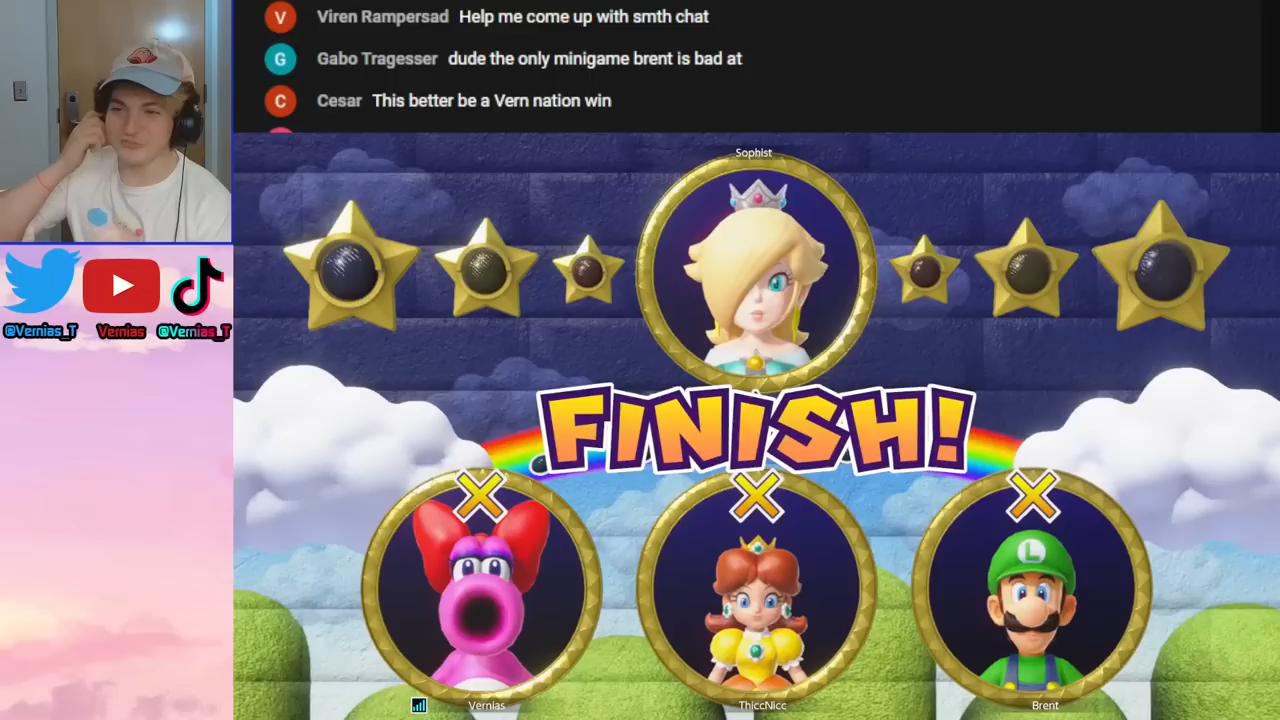 V Viren Rampersad Help me come up with smth chat
G Gabo Tragesser dude the only minigame brent is bad at
C Cesar This better be a Vern nation win
Sophist
@Vernias_T Vernias @Vernias_T
FINISH!
L
Vernias ThiccNicc Brent